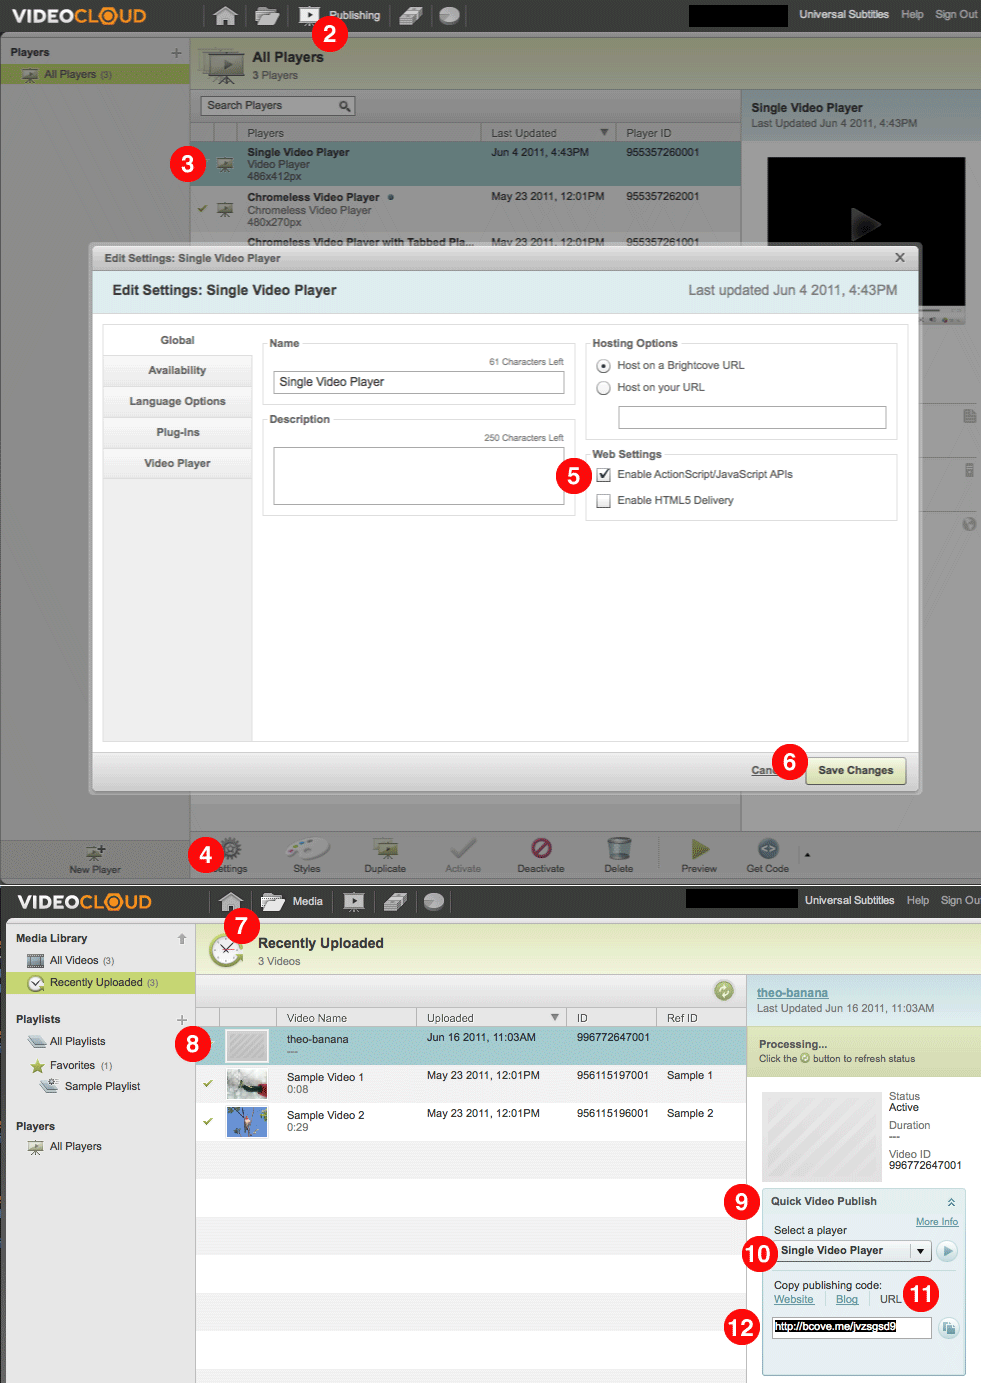 VIDEOCLOUD
Publishing
Universal Subtitles
Help
Sign Out
2
Players
All Players (3)
All Players
3 Players
Search Players
Players
Last Updated
Player ID
3
Single Video Player
Video Player
486x412px
Jun 4 2011, 4:43PM
955357260001
Chromeless Video Player
Chromeless Video Player
480x270px
May 23 2011, 12:01PM
955357262001
Chromeless Video Player with Tabbed Pla...
May 23 2011, 12:01PM
955357261001
Single Video Player
Last Updated Jun 4 2011, 4:43PM
Edit Settings: Single Video Player
Edit Settings: Single Video Player
Last updated Jun 4 2011, 4:43PM
Global
Availability
Language Options
Plug-Ins
Video Player
Name
61 Characters Left
Single Video Player
Description
250 Characters Left
Hosting Options
Host on a Brightcove URL
Host on your URL
Web Settings
5
Enable ActionScript/JavaScript APIs
Enable HTML5 Delivery
6
Save Changes
New Player
4
Styles
Duplicate
Activate
Deactivate
Delete
Preview
Get Code
VIDEOCLOUD
Media
Universal Subtitles
Help
Sign Ou
7
Media Library
All Videos (3)
Recently Uploaded (3)
Playlists
All Playlists
Favorites (1)
Sample Playlist
Players
All Players
Recently Uploaded
3 Videos
Video Name
Uploaded
ID
Ref ID
8
theo-banana
---
Jun 16 2011, 11:03AM
996772647001
Sample Video 1
0:08
May 23 2011, 12:01PM
956115197001
Sample 1
Sample Video 2
0:29
May 23 2011, 12:01PM
956115196001
Sample 2
theo-banana
Last Updated Jun 16 2011, 11:03AM
Processing...
Click the button to refresh status
Status
Active
Duration
---
Video ID
996772647001
9
Quick Video Publish
More Info
Select a player
10
Single Video Player
Copy publishing code:
Website
Blog
URL
11
12
http://bcove.me/jvzsgsd9